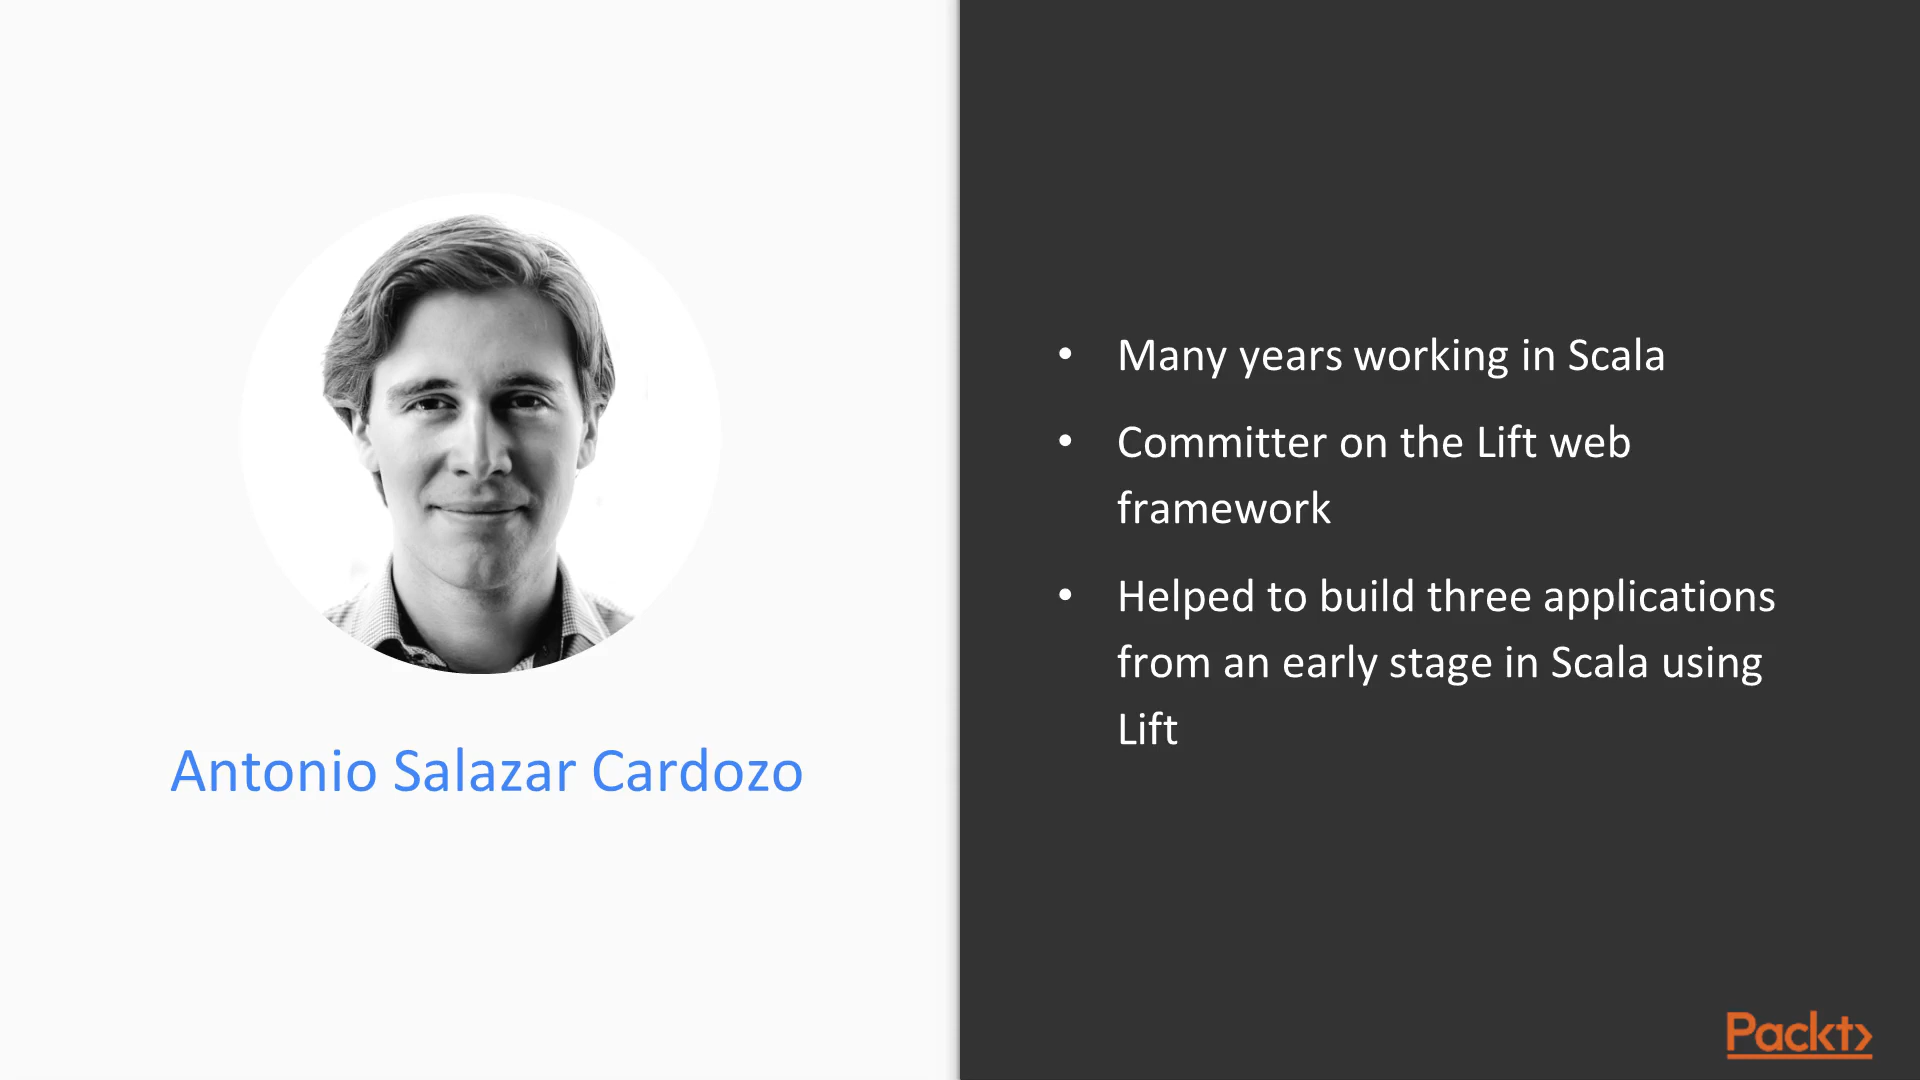 Antonio Salazar Cardozo
• Many years working in Scala
• Committer on the Lift web
framework
• Helped to build three applications
from an early stage in Scala using
Lift
Packt>